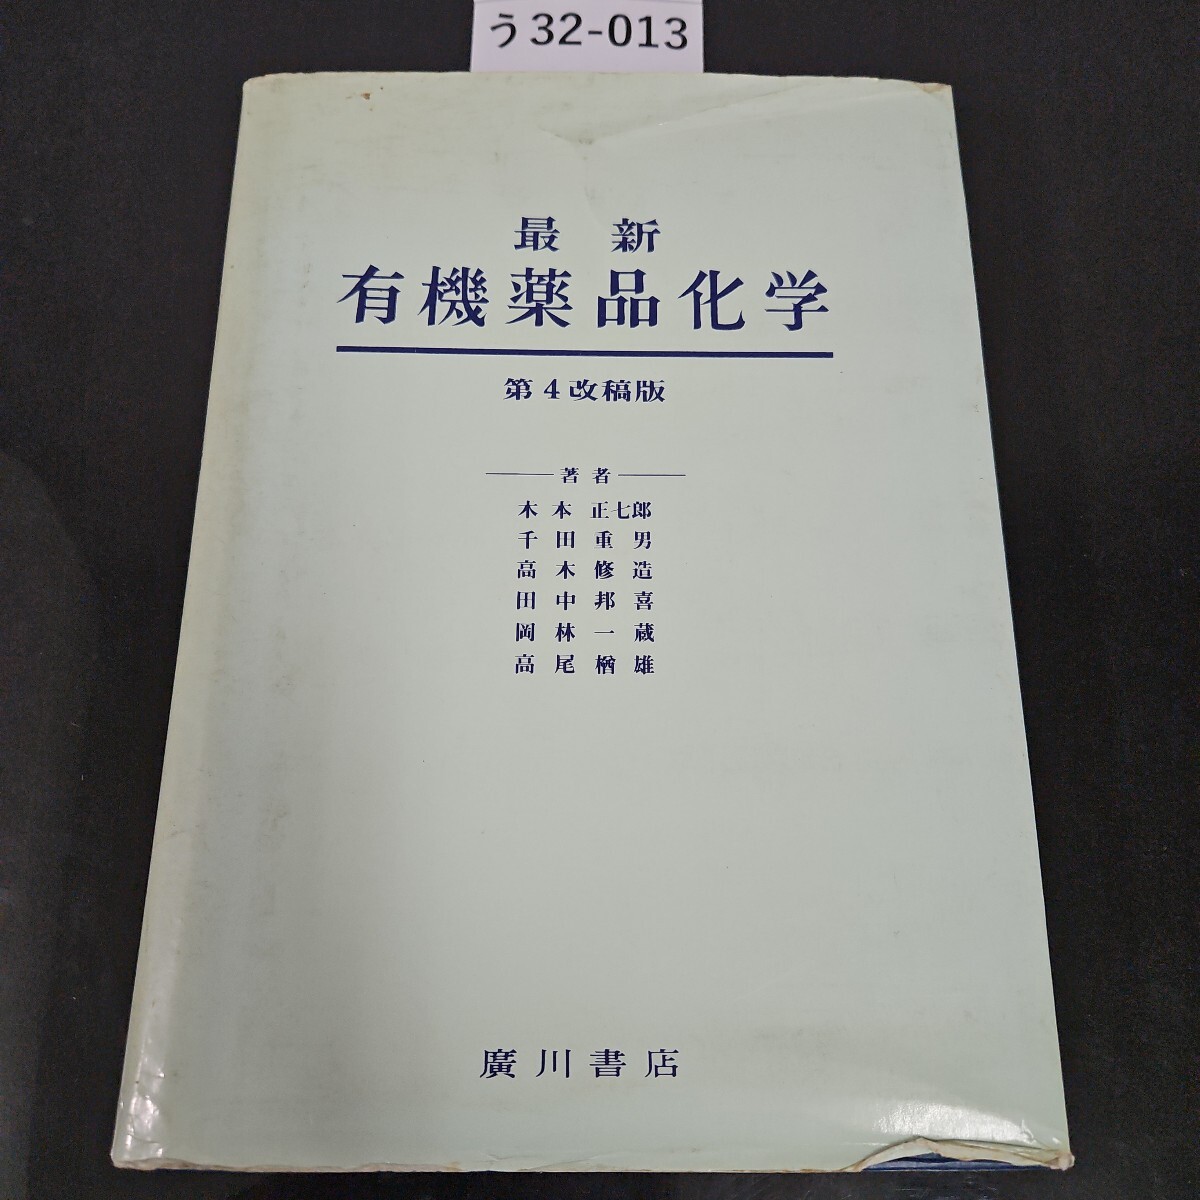 う32-013
最新
有機薬品化学
第4改稿版
著者
木本正七郎
千田重男
高木修造
田中邦喜
岡林一蔵
高尾楢雄
廣川書店